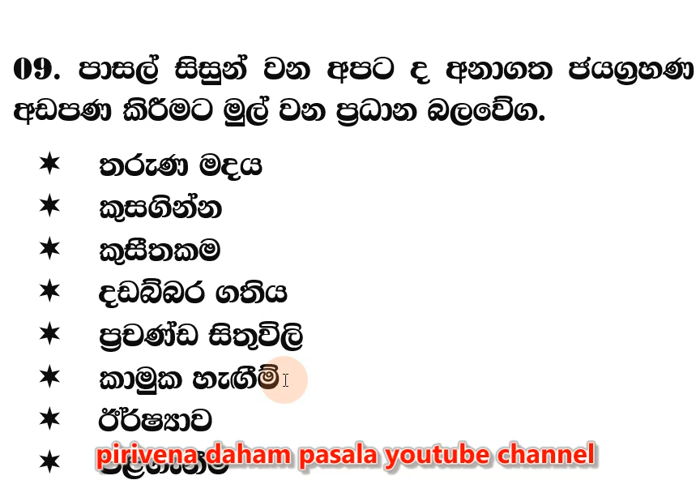 09. පාසල් සිසුන් වන අපට ද අනාගත ජයග්‍රහණ
අඩපණ කිරීමට මුල් වන ප්‍රධාන බලවේග.
✶ තරුණ මදය
✶ කුසගින්න
✶ කුසීතකම
✶ දඩබ්බර ගතිය
✶ ප්‍රචණ්ඩ සිතුවිලි
✶ කාමුක හැඟීම්
✶ ඊර්ෂ්‍යාව
pirivena daham pasala youtube channel